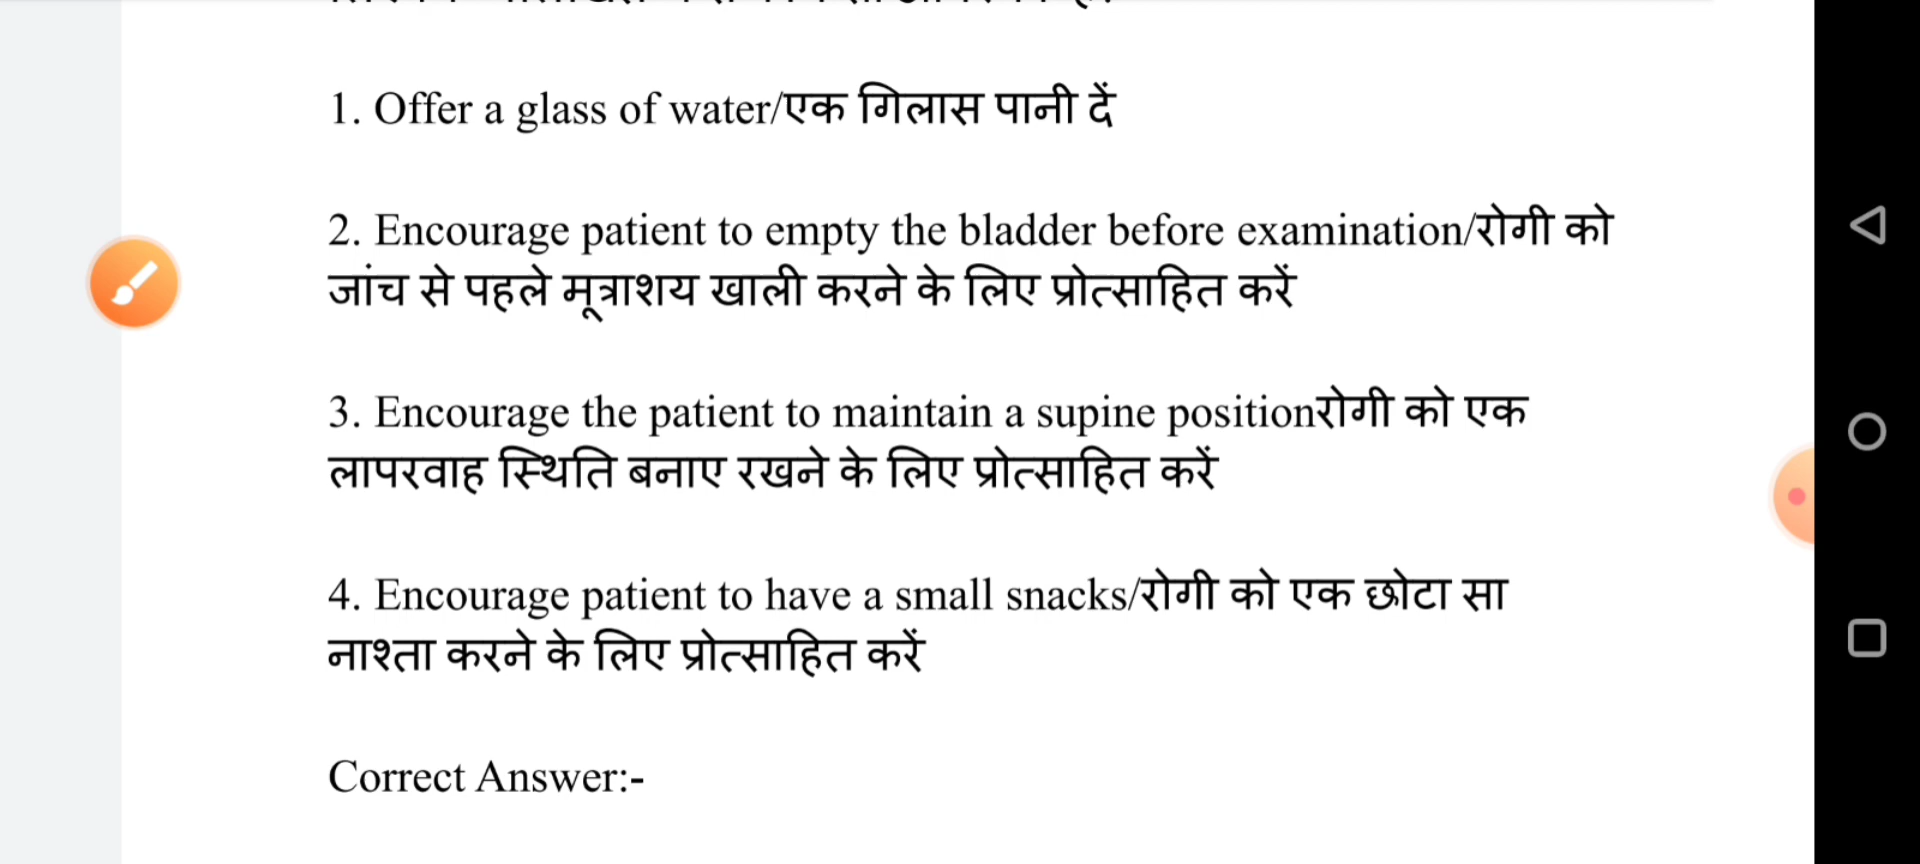 1. Offer a glass of water/एक गिलास पानी दें
2. Encourage patient to empty the bladder before examination/रोगी को
जांच से पहले मूत्राशय खाली करने के लिए प्रोत्साहित करें
3. Encourage the patient to maintain a supine positionरोगी को एक
लापरवाह स्थिति बनाए रखने के लिए प्रोत्साहित करें
4. Encourage patient to have a small snacks/रोगी को एक छोटा सा
नाश्ता करने के लिए प्रोत्साहित करें
Correct Answer:-